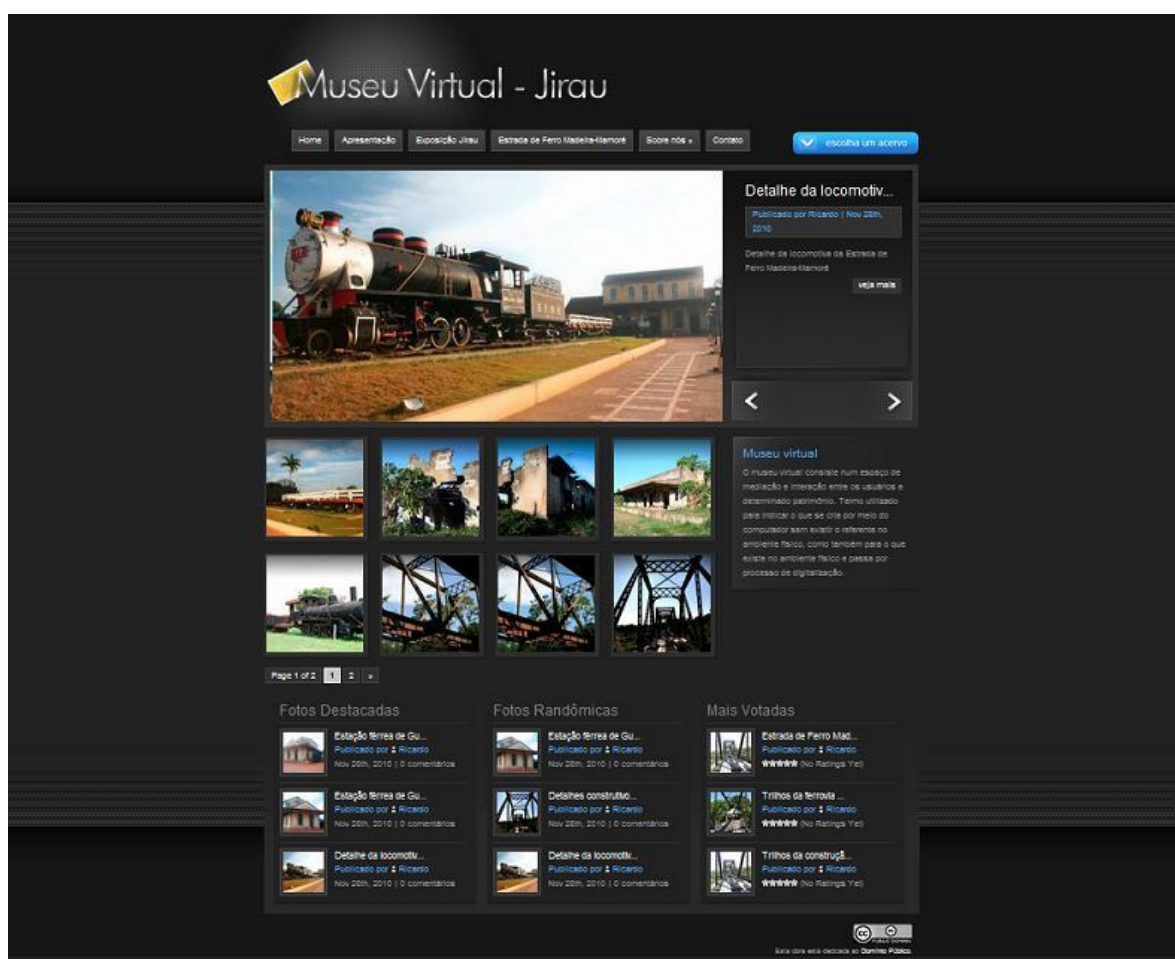 Museu Virtual - Jirau
Home Apresentação Exposição Jirau Estrada de Ferro Madeira-Mamoré Sobre nós » Contato
escolha um acervo
Detalhe da locomotiv...
Publicado por Ricardo | Nov 28th,
2010
Detalhe da locomotiva da Estrada de
Ferro Madeira-Mamoré
veja mais
Museu virtual
O museu virtual consiste num espaço de
mediação e interação entre os usuários e
determinado patrimônio. Termo utilizado
para indicar o que se cria por meio do
computador sem existir o referente no
ambiente físico, como também para o que
existe no ambiente físico e passa por
processo de digitalização.
Page 1 of 2 1 2 »
Fotos Destacadas
Estação férrea de Gu...
Publicado por Ricardo
Nov 28th, 2010 | 0 comentários
Estação férrea de Gu...
Publicado por Ricardo
Nov 28th, 2010 | 0 comentários
Detalhe da locomotiv...
Publicado por Ricardo
Nov 28th, 2010 | 0 comentários
Fotos Randômicas
Estação férrea de Gu...
Publicado por Ricardo
Nov 28th, 2010 | 0 comentários
Detalhes construtivo...
Publicado por Ricardo
Nov 28th, 2010 | 0 comentários
Detalhe da locomotiv...
Publicado por Ricardo
Nov 28th, 2010 | 0 comentários
Mais Votadas
Estrada de Ferro Mad...
Publicado por Ricardo
(No Ratings Yet)
Trilhos da ferrovia ...
Publicado por Ricardo
(No Ratings Yet)
Trilhos da construçã...
Publicado por Ricardo
(No Ratings Yet)
cc
PUBLIC DOMAIN
Esta obra está dedicada ao Domínio Público.